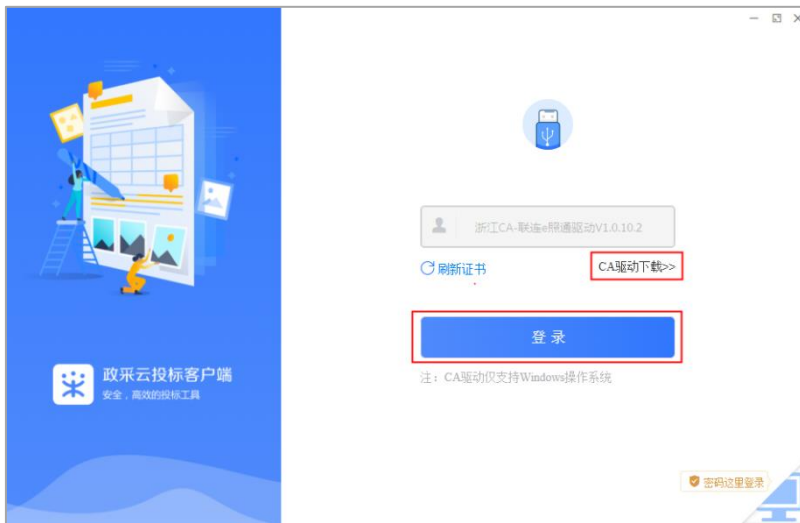 浙江CA-联连e照通驱动V1.0.10.2
刷新证书
CA驱动下载>>
登 录
注：CA驱动仅支持Windows操作系统
政采云投标客户端
安全，高效的投标工具
密码这里登录